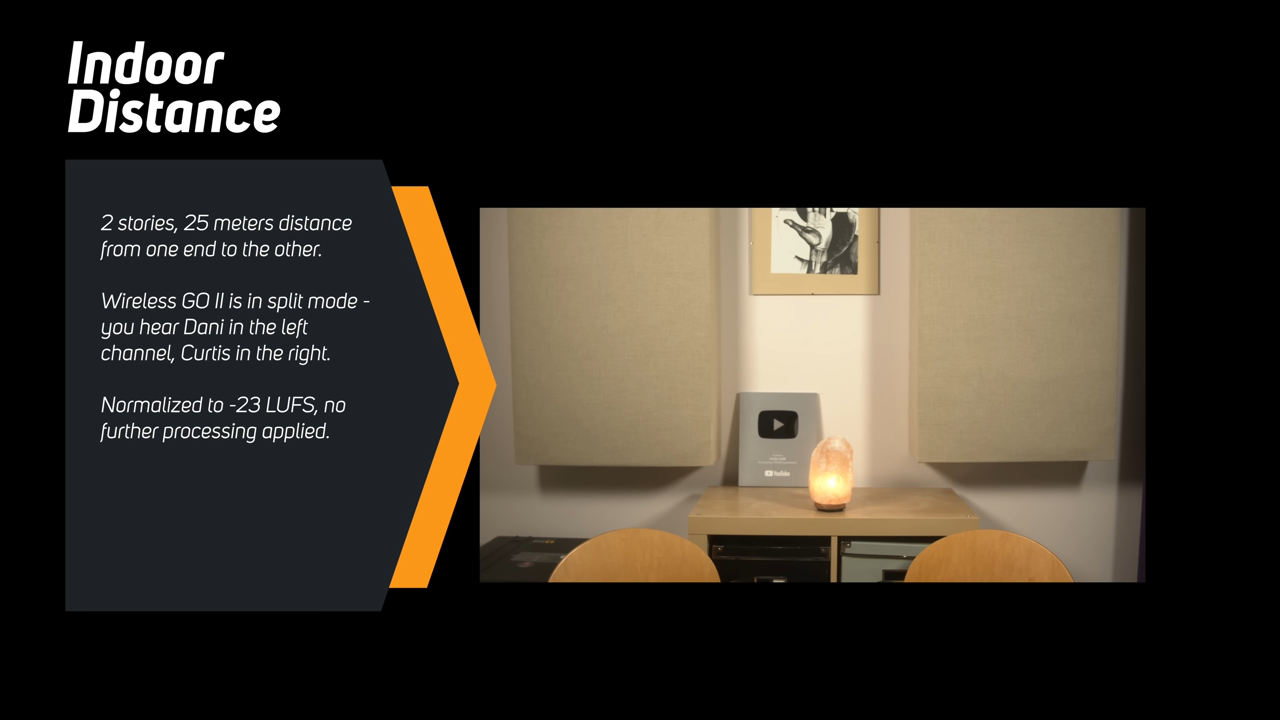 Indoor
Distance
2 stories, 25 meters distance
from one end to the other.
Wireless GO II is in split mode -
you hear Dani in the left
channel, Curtis in the right.
Normalized to -23 LUFS, no
further processing applied.
YouTube